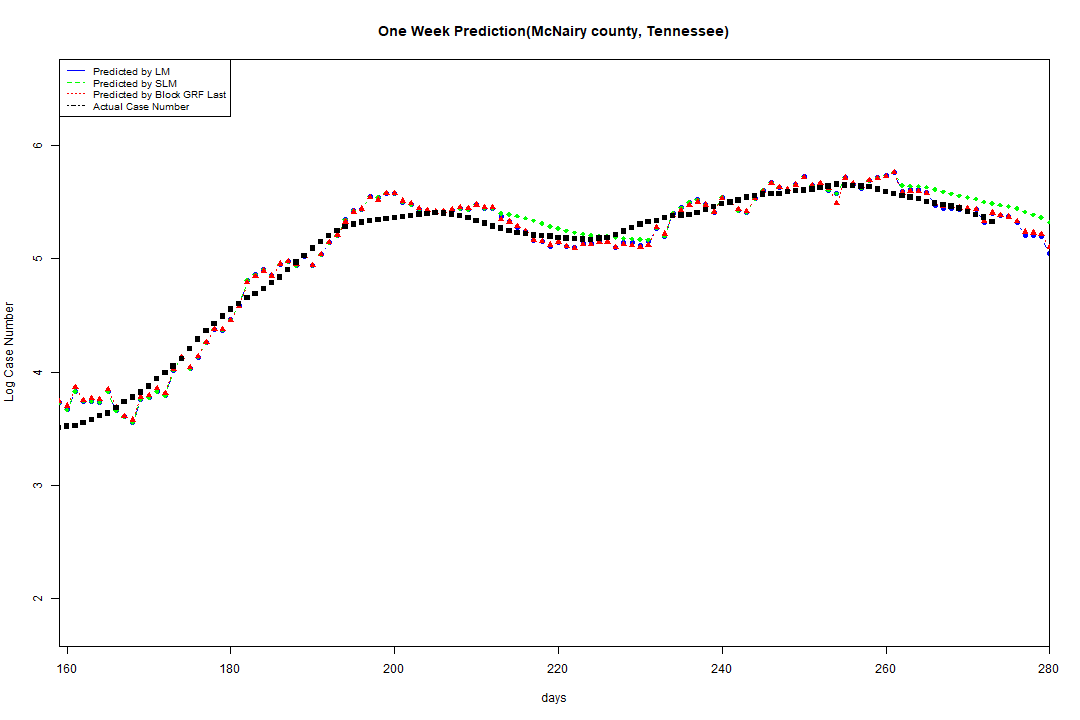 One Week Prediction(McNairy county, Tennessee)
Predicted by LM
Predicted by SLM
Predicted by Block GRF Last
Actual Case Number
6
5
4
3
2
Log Case Number
160 180 200 220 240 260 280
days